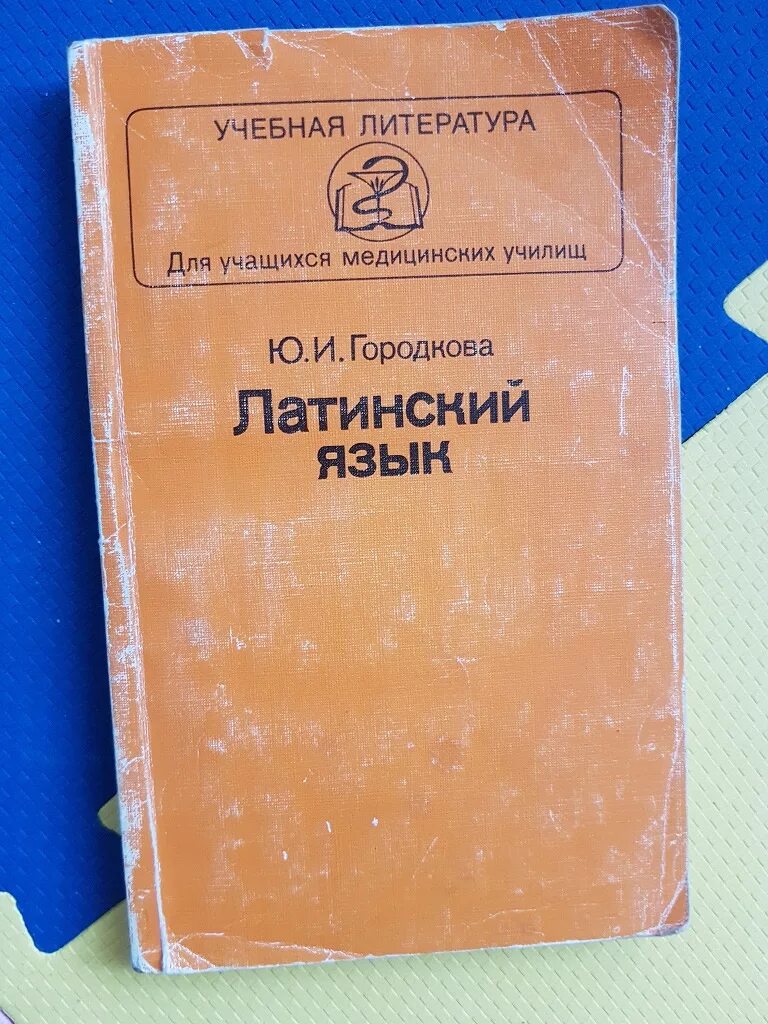 УЧЕБНАЯ ЛИТЕРАТУРА
Для учащихся медицинских училищ
Ю.И.Городкова
Латинский
язык